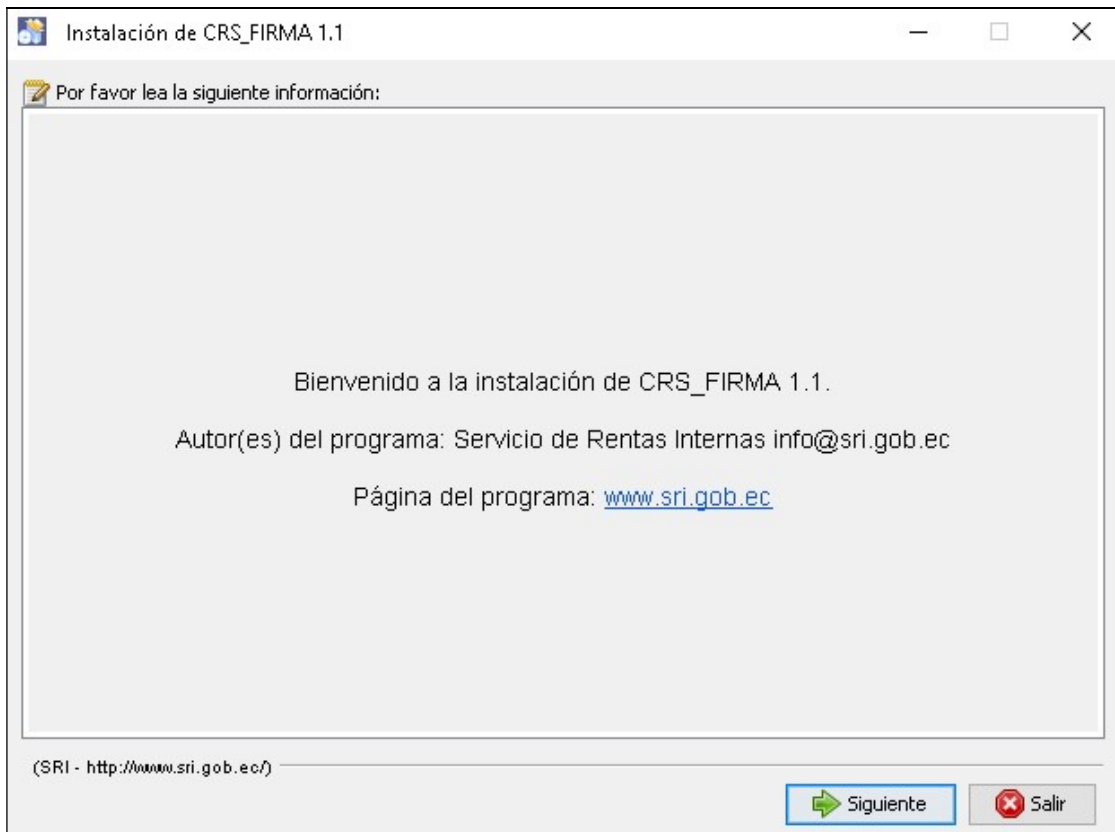 Instalación de CRS_FIRMA 1.1
Por favor lea la siguiente información:
Bienvenido a la instalación de CRS_FIRMA 1.1.
Autor(es) del programa: Servicio de Rentas Internas info@sri.gob.ec
Página del programa: www.sri.gob.ec
(SRI - http://www.sri.gob.ec/)
Siguiente
Salir